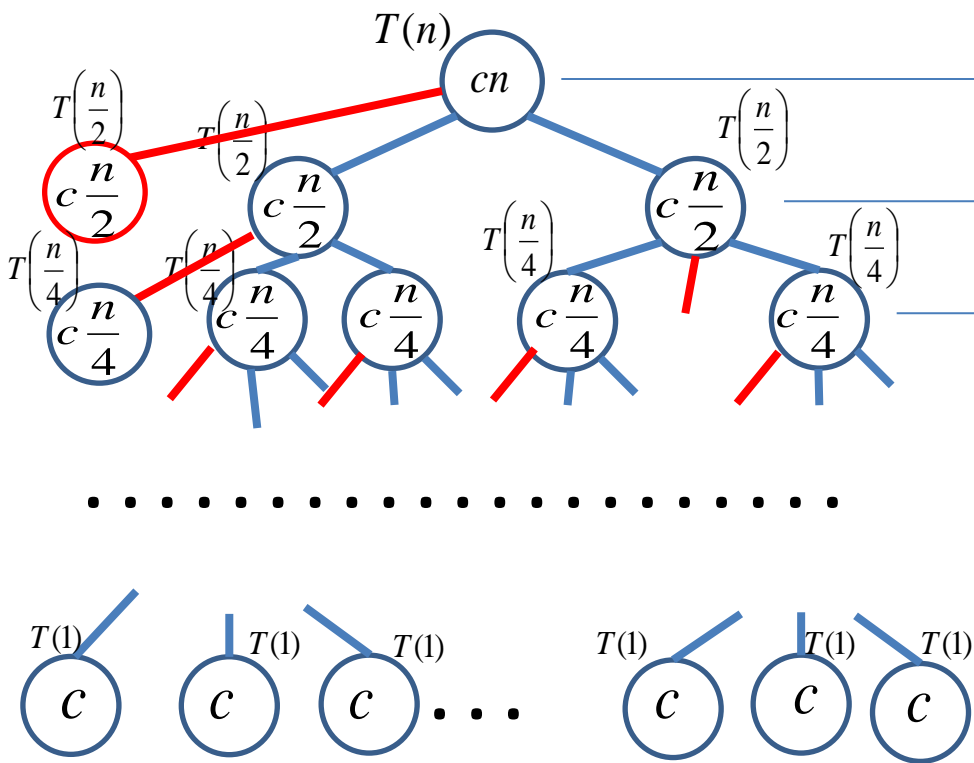 T(n)
cn
T(n/2)
T(n/2)
T(n/2)
c n/2
c n/2
c n/2
T(n/4)
T(n/4)
T(n/4)
T(n/4)
c n/4
c n/4
c n/4
c n/4
c n/4
. . . . . . . . . . . . . . . . . . . . .
T(1)
T(1)
T(1)
T(1)
T(1)
T(1)
c
c
c
. . .
c
c
c